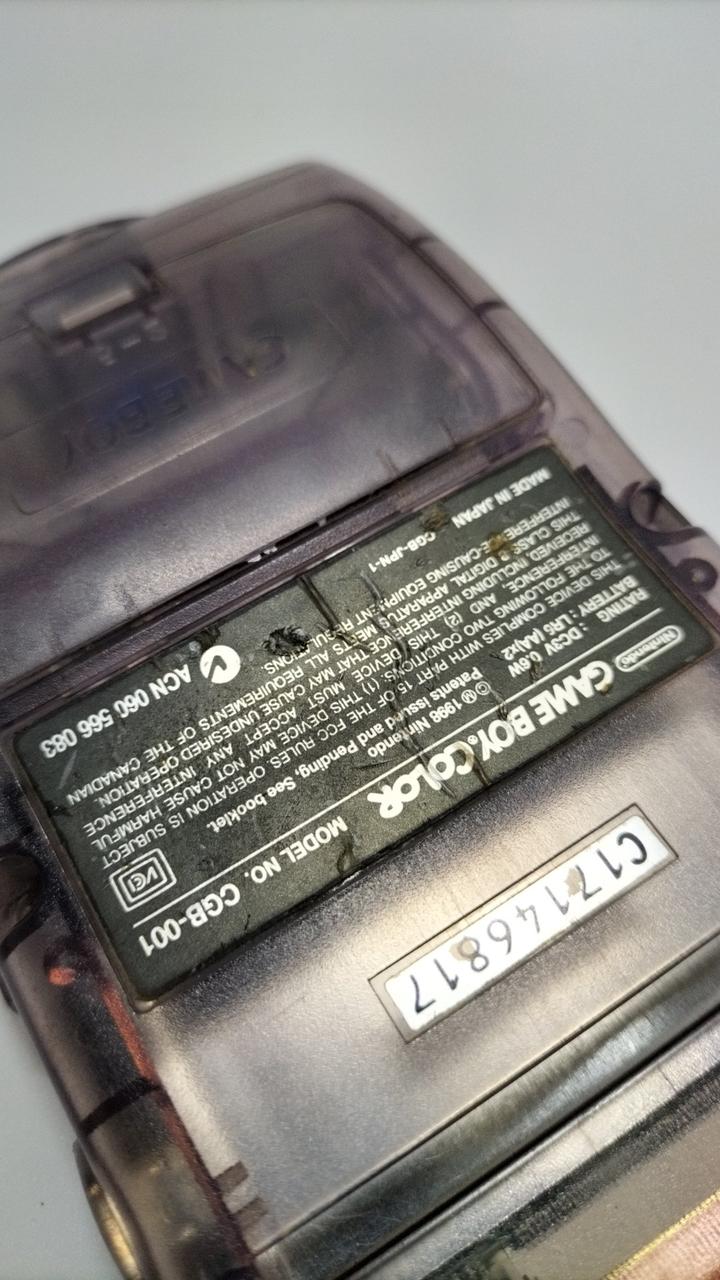 C17146817
Nintendo GAME BOY COLOR MODEL NO. CGB-001
RATING : DC3V 0.6W ©Ⓜ 1998 Nintendo
BATTERY : LR6 (AA)x2 Patents Issued and Pending. See booklet. VCI
THIS DEVICE COMPLIES WITH PART 15 OF THE FCC RULES. OPERATION IS SUBJECT
TO THE FOLLOWING TWO CONDITIONS: (1) THIS DEVICE MAY NOT CAUSE HARMFUL
INTERFERENCE, AND (2) THIS DEVICE MUST ACCEPT ANY INTERFERENCE
RECEIVED, INCLUDING INTERFERENCE THAT MAY CAUSE UNDESIRED OPERATION.
THIS CLASS B DIGITAL APPARATUS MEETS ALL REQUIREMENTS OF THE CANADIAN
INTERFERENCE-CAUSING EQUIPMENT REGULATIONS.
MADE IN JAPAN CGB-JPN-1 ACN 060 566 083
GAME BOY